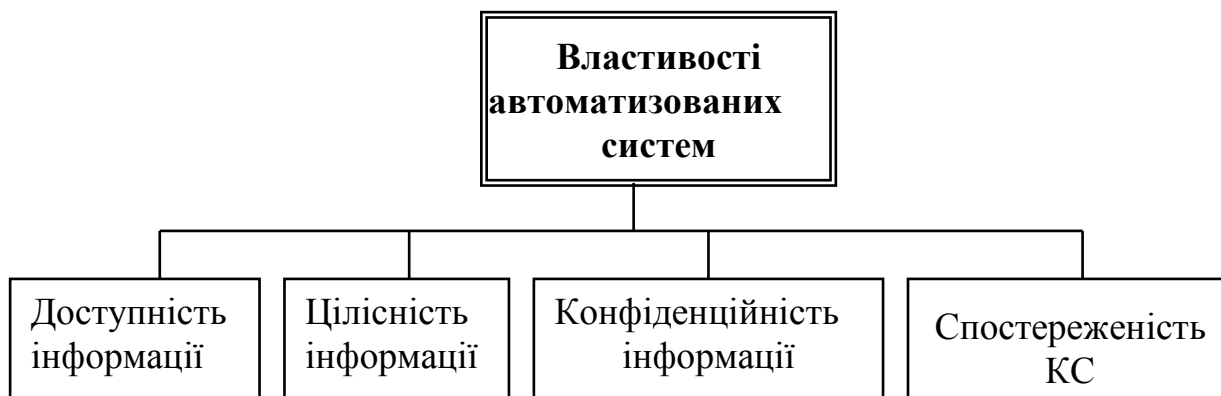 Властивості
автоматизованих
систем
Доступність
інформації
Цілісність
інформації
Конфіденційність
інформації
Спостереженість
КС